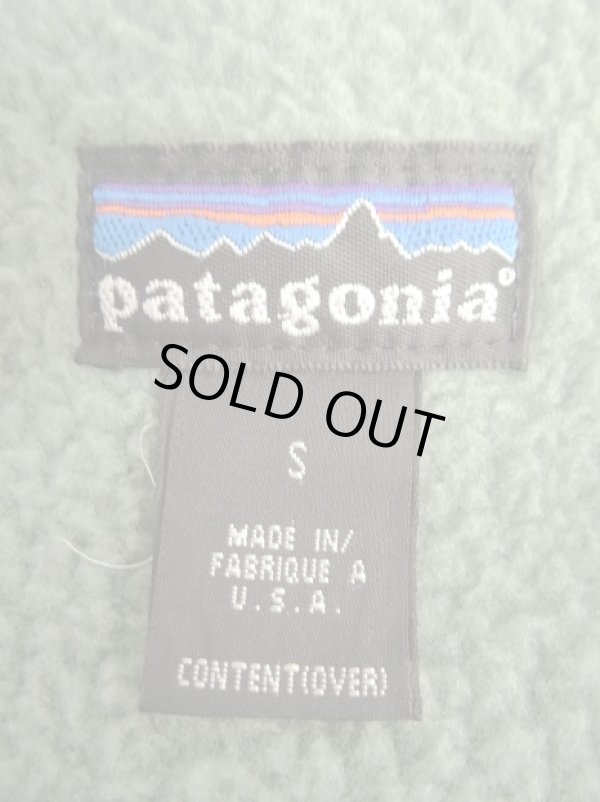 patagonia®
SOLD OUT
S
MADE IN/
FABRIQUE A
U.S.A.
CONTENT(OVER)